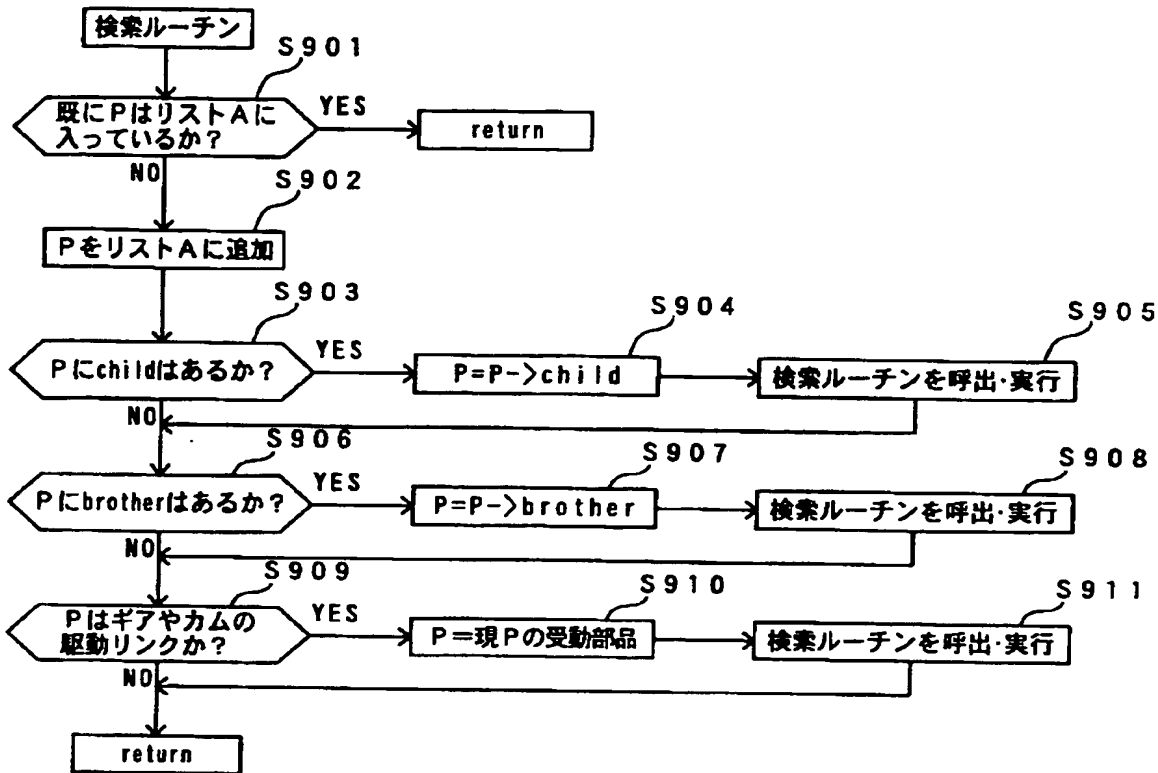 検索ルーチン
S901
既にPはリストAに
入っているか?
YES
return
NO
S902
PをリストAに追加
S903
Pにchildはあるか?
YES
S904
P=P->child
S905
検索ルーチンを呼出・実行
NO
S906
Pにbrotherはあるか?
YES
S907
P=P->brother
S908
検索ルーチンを呼出・実行
NO
S909
Pはギアやカムの
駆動リンクか?
YES
S910
P=現Pの受動部品
S911
検索ルーチンを呼出・実行
NO
return